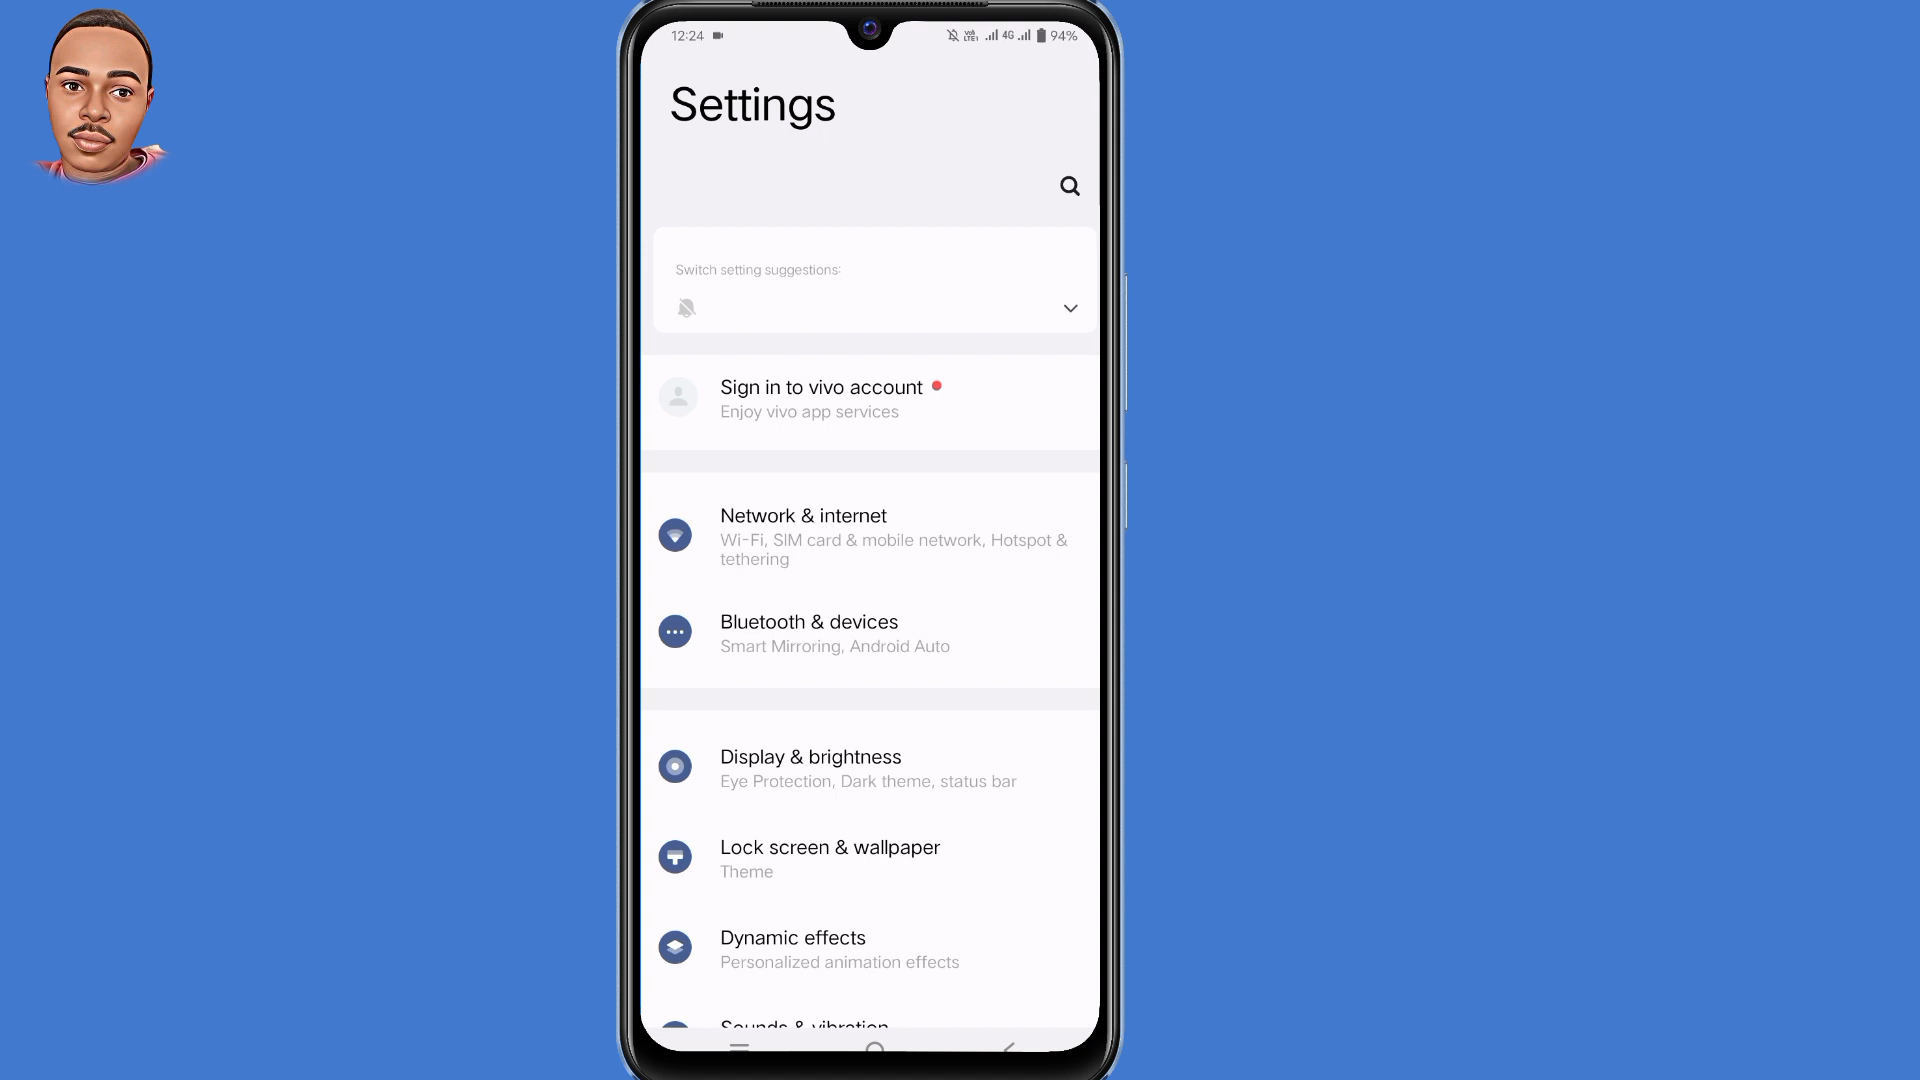 12:24
4G 94%
Settings
Switch setting suggestions:
Sign in to vivo account
Enjoy vivo app services
Network & internet
Wi-Fi, SIM card & mobile network, Hotspot &
tethering
Bluetooth & devices
Smart Mirroring, Android Auto
Display & brightness
Eye Protection, Dark theme, status bar
Lock screen & wallpaper
Theme
Dynamic effects
Personalized animation effects
Sounds & vibration